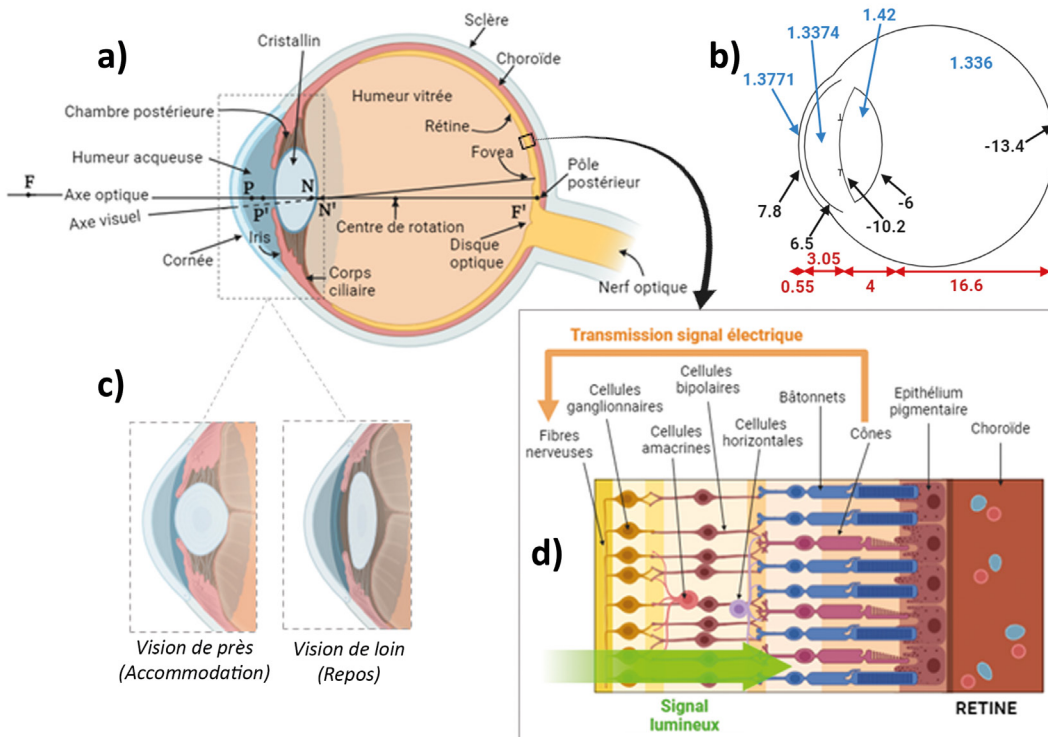 a)
Sclère
Choroïde
Cristallin
Chambre postérieure
Humeur vitrée
Rétine
Fovea
Humeur acqueuse
Pôle
postérieur
F
P
N
Axe optique
P'
N'
F'
Axe visuel
Centre de rotation
Iris
Cornée
Disque
optique
Corps
ciliaire
Nerf optique
b)
1.42
1.3374
1.3771
1.336
-13.4
-6
-10.2
7.8
6.5
3.05
0.55
4
16.6
c)
Vision de près
(Accommodation)
Vision de loin
(Repos)
Transmission signal électrique
Cellules
bipolaires
Cellules
ganglionnaires
Bâtonnets
Epithélium
pigmentaire
Fibres
nerveuses
Cellules
amacrines
Cellules
horizontales
Cônes
Choroïde
d)
Signal
lumineux
RETINE